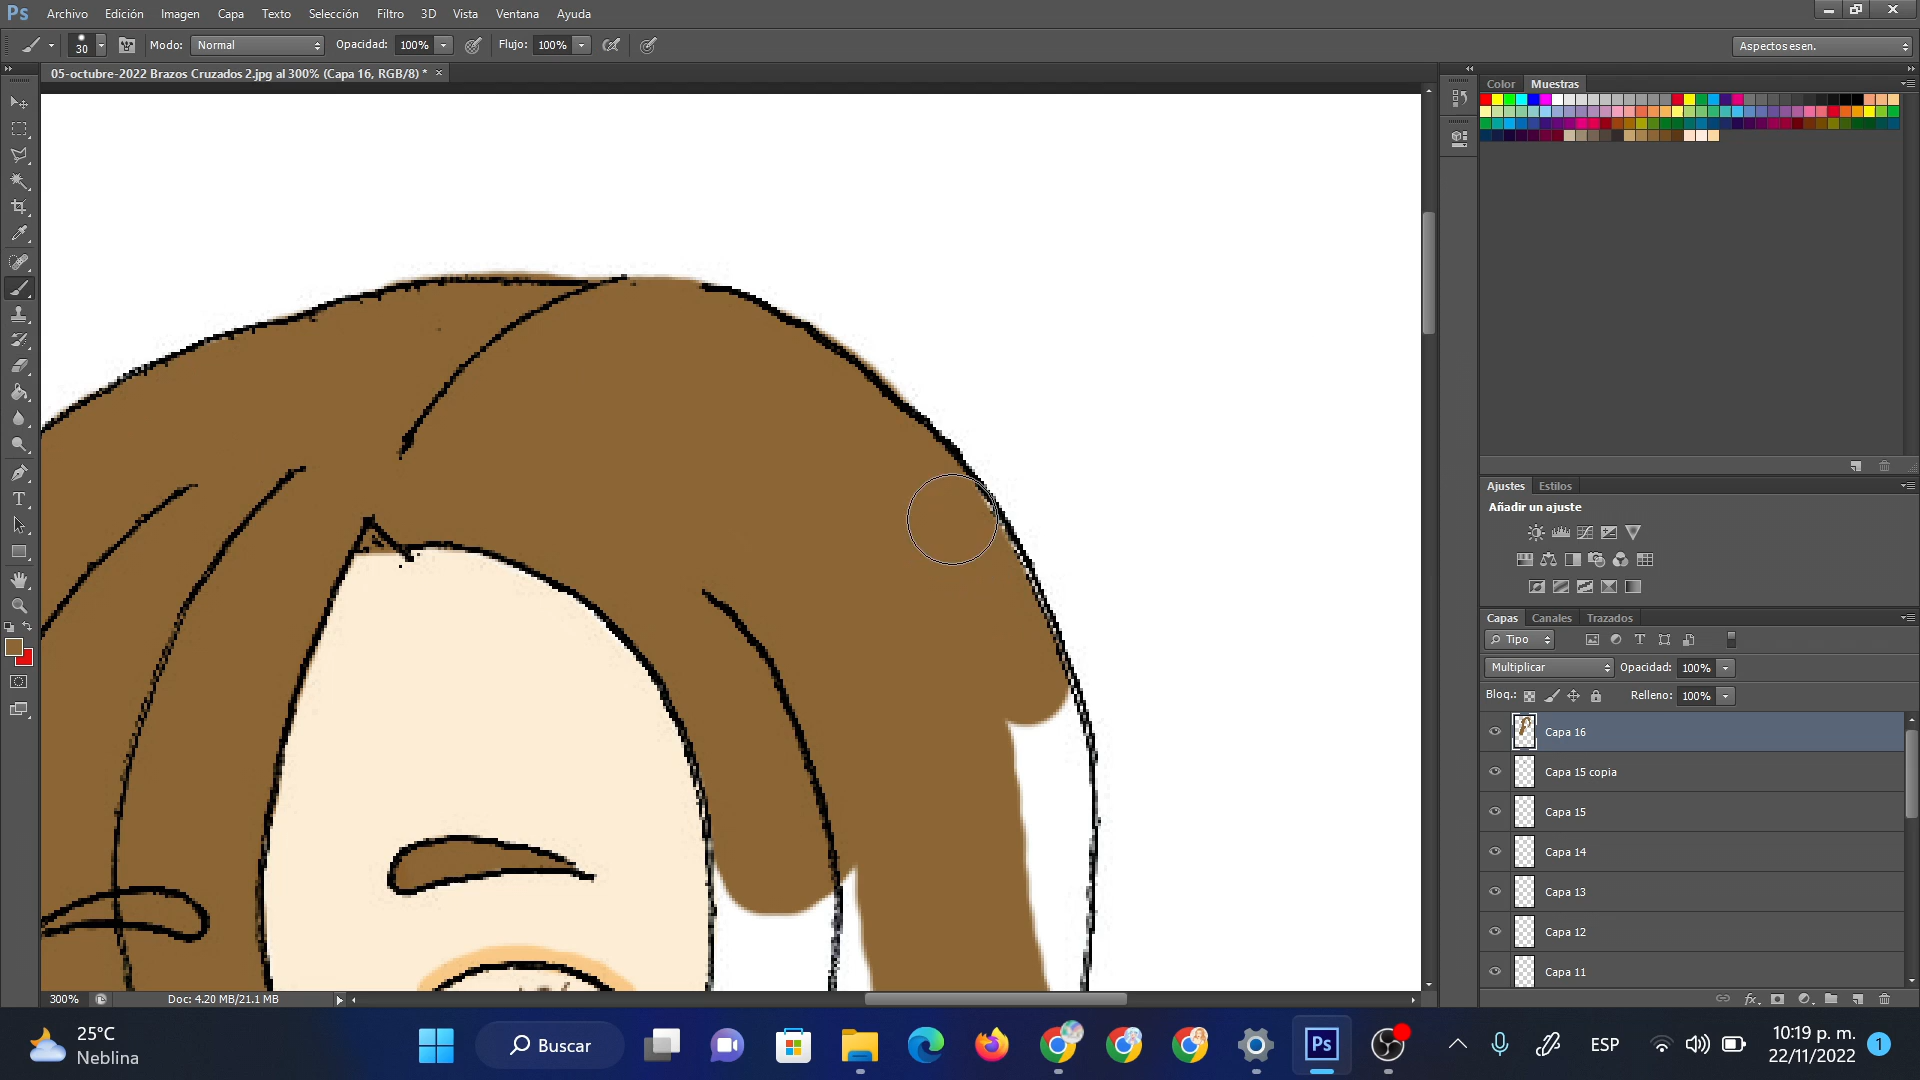 Ps Archivo Edición Imagen Capa Texto Selección Filtro 3D Vista Ventana Ayuda
30 Modo: Normal Opacidad: 100% Flujo: 100% Aspectos esen.
05-octubre-2022 Brazos Cruzados 2.jpg al 300% (Capa 16, RGB/8) * ×
Color Muestras
Ajustes Estilos
Añadir un ajuste
Capas Canales Trazados
Tipo
Multiplicar Opacidad: 100%
Bloq.: Relleno: 100%
Capa 16
Capa 15 copia
Capa 15
Capa 14
Capa 13
Capa 12
Capa 11
300% Doc: 4.20 MB/21.1 MB
25°C
Neblina
Buscar
Ps
ESP
10:19 p. m.
22/11/2022
1